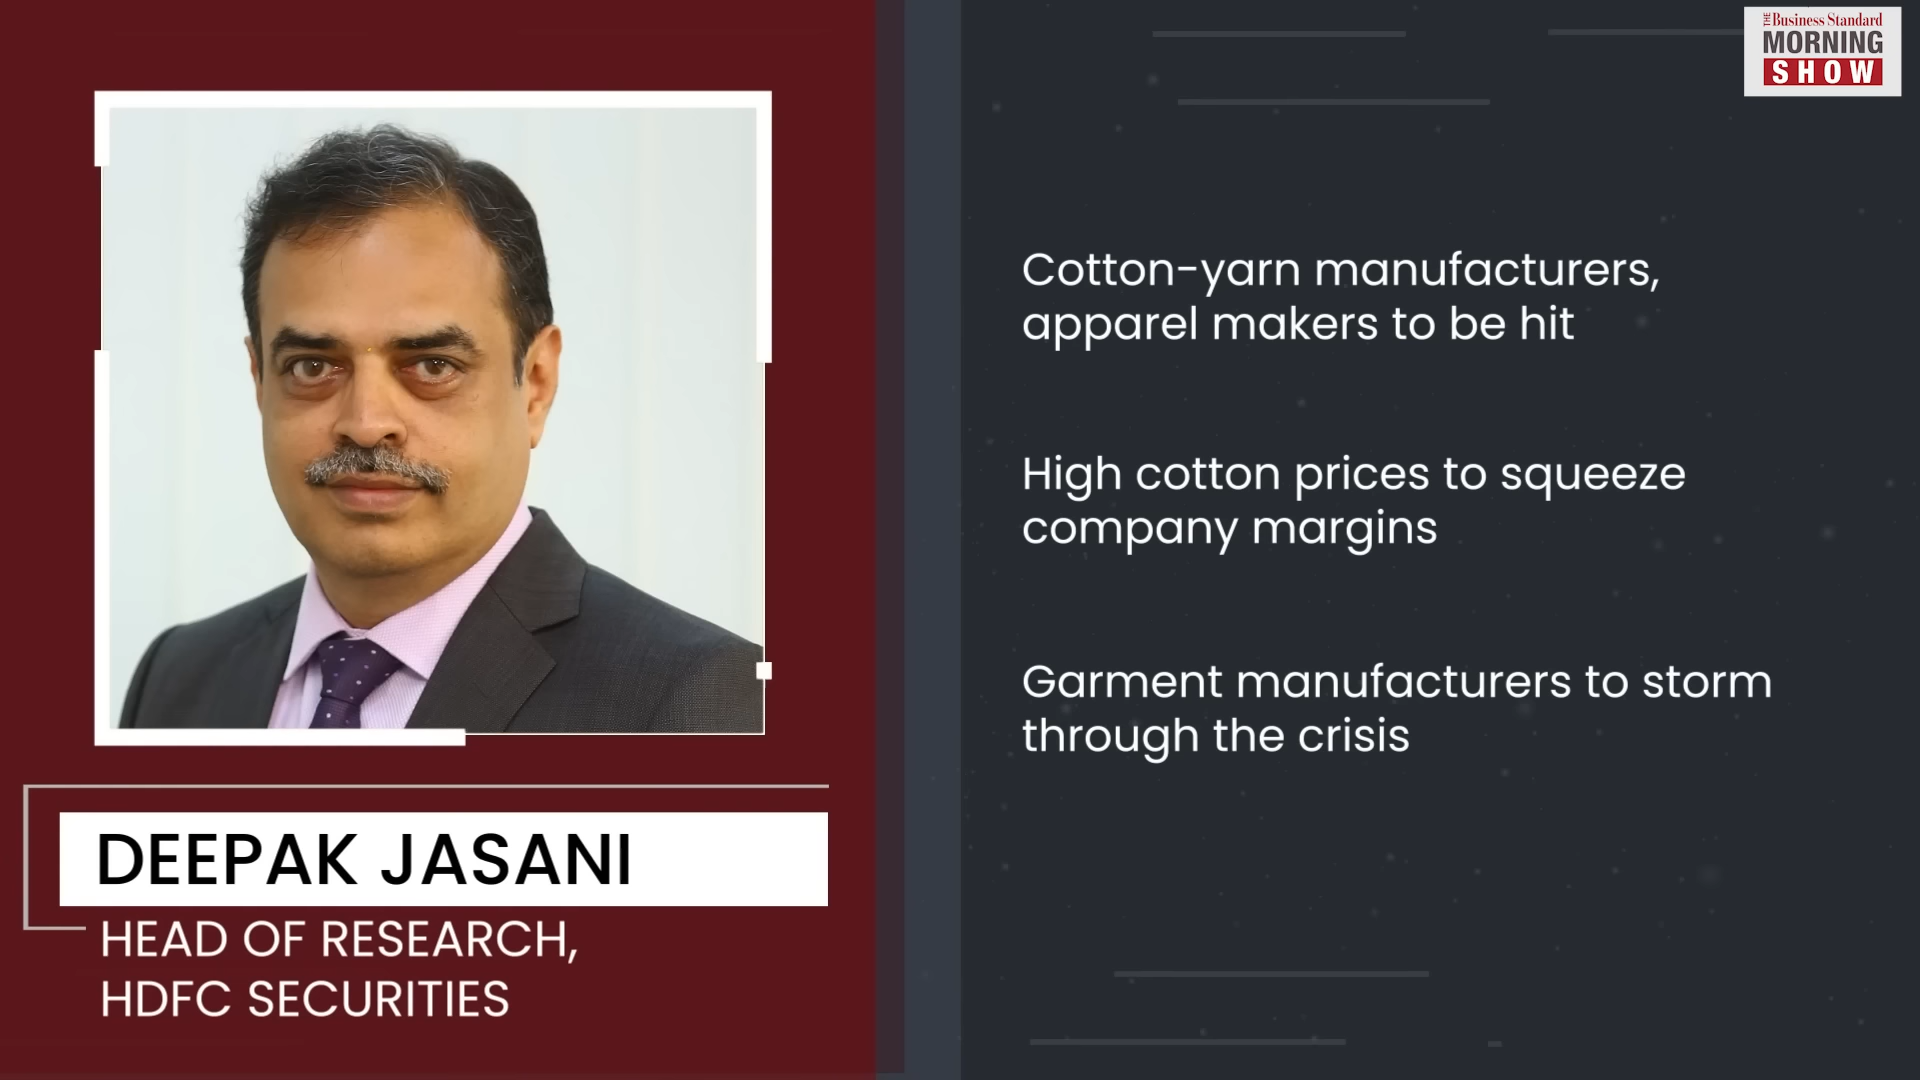 THE Business Standard
MORNING
SHOW
Cotton-yarn manufacturers,
apparel makers to be hit
High cotton prices to squeeze
company margins
Garment manufacturers to storm
through the crisis
DEEPAK JASANI
HEAD OF RESEARCH,
HDFC SECURITIES